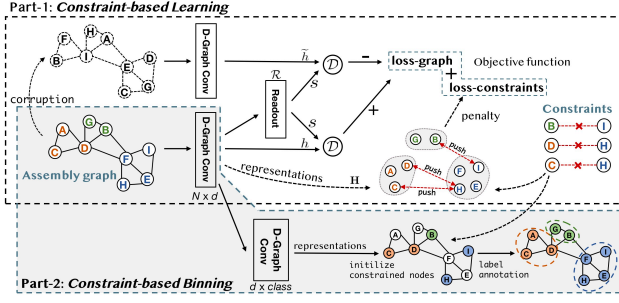 Part-1: Constraint-based Learning
F
H
A
B
I
E
D
C
G
corruption
D-Graph Conv
h̃
𝒟
-
loss-graph
Objective function
+
loss-constraints
ℛ
Readout
S
S
+
penalty
Constraints
A
G
B
C
D
F
I
H
E
Assembly graph
D-Graph Conv
N x d
h
𝒟
representations
H
G
B
push
A
D
push
F
I
C
push
H
E
B
I
D
H
C
H
D-Graph
Conv
d x class
representations
initilize
constrained nodes
A
G
B
C
D
F
I
H
E
label
annotation
A
G
B
C
D
F
I
H
E
Part-2: Constraint-based Binning